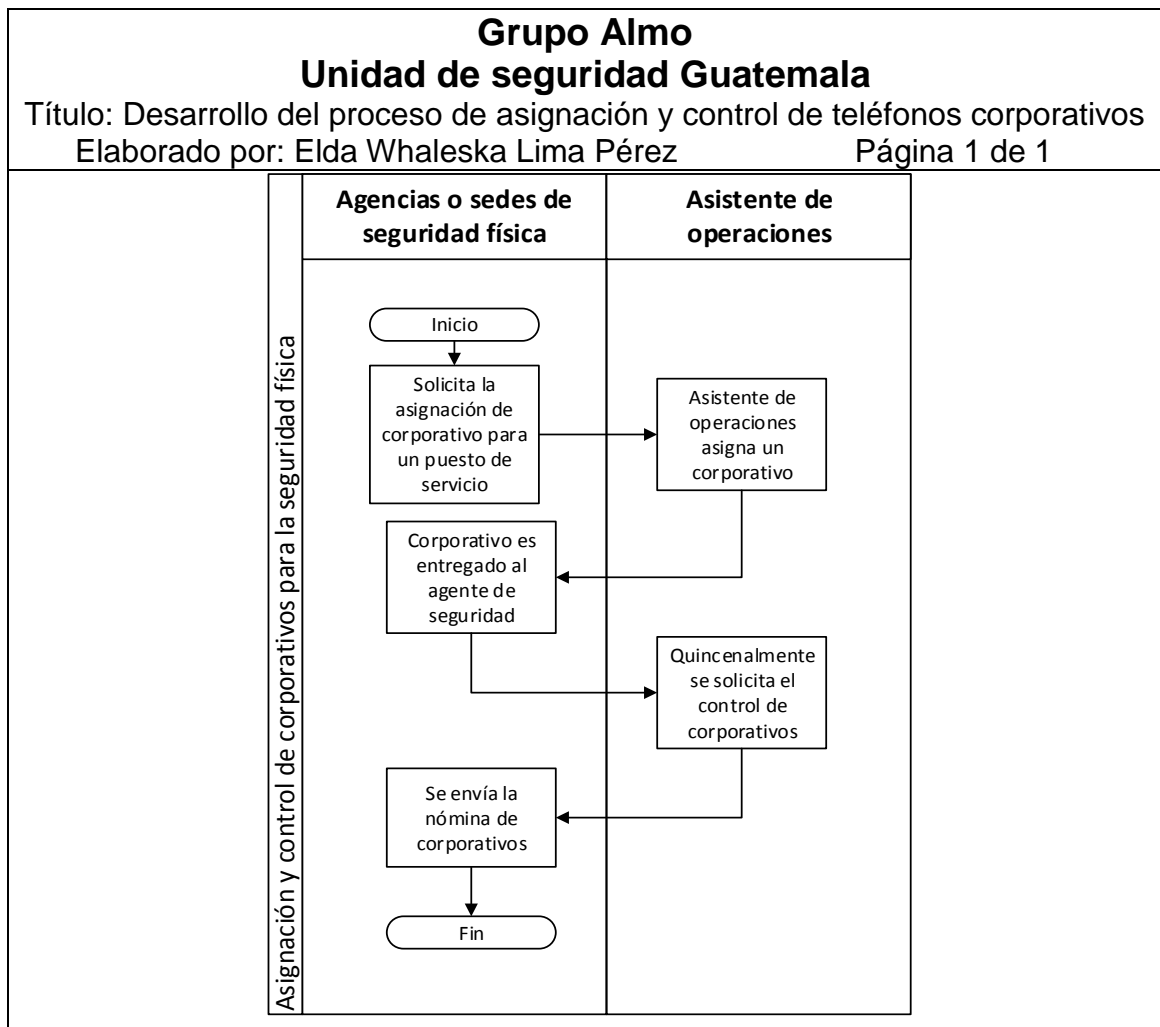 Grupo Almo
Unidad de seguridad Guatemala
Título: Desarrollo del proceso de asignación y control de teléfonos corporativos
Elaborado por: Elda Whaleska Lima Pérez Página 1 de 1
Asignación y control de corporativos para la seguridad física
Agencias o sedes de
seguridad física
Asistente de
operaciones
Inicio
Solicita la
asignación de
corporativo para
un puesto de
servicio
Asistente de
operaciones
asigna un
corporativo
Corporativo es
entregado al
agente de
seguridad
Quincenalmente
se solicita el
control de
corporativos
Se envía la
nómina de
corporativos
Fin